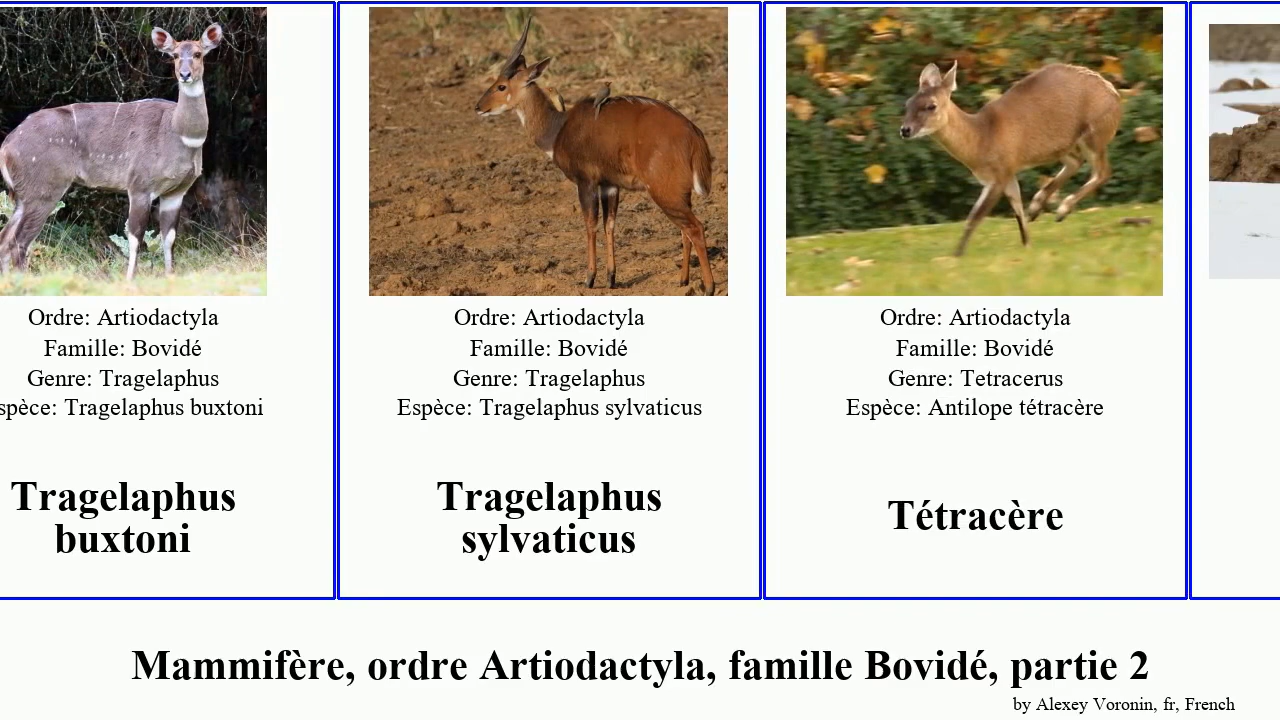 Ordre: Artiodactyla
Famille: Bovidé
Genre: Tragelaphus
spèce: Tragelaphus buxtoni
Tragelaphus
buxtoni
Ordre: Artiodactyla
Famille: Bovidé
Genre: Tragelaphus
Espèce: Tragelaphus sylvaticus
Tragelaphus
sylvaticus
Ordre: Artiodactyla
Famille: Bovidé
Genre: Tetracerus
Espèce: Antilope tétracère
Tétracère
Mammifère, ordre Artiodactyla, famille Bovidé, partie 2
by Alexey Voronin, fr, French